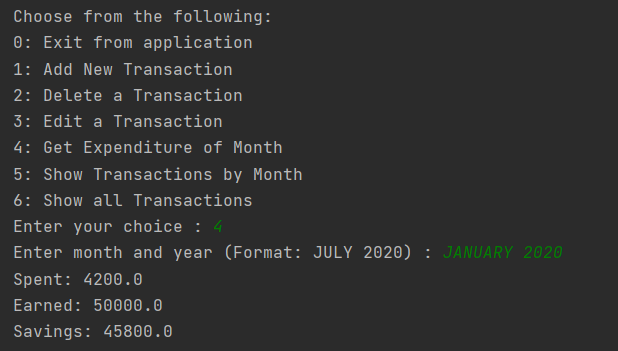 Choose from the following:
0: Exit from application
1: Add New Transaction
2: Delete a Transaction
3: Edit a Transaction
4: Get Expenditure of Month
5: Show Transactions by Month
6: Show all Transactions
Enter your choice : 4
Enter month and year (Format: JULY 2020) : JANUARY 2020
Spent: 4200.0
Earned: 50000.0
Savings: 45800.0